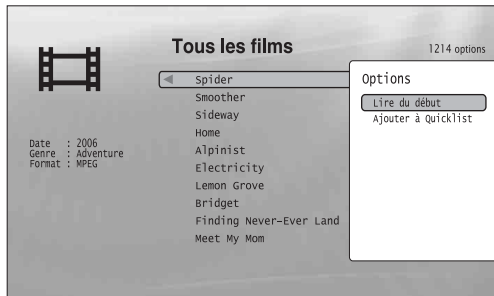 Tous les films
1214 options
Spider
Smoother
Sideway
Home
Alpinist
Electricity
Lemon Grove
Bridget
Finding Never-Ever Land
Meet My Mom
Date : 2006
Genre : Adventure
Format : MPEG
Options
Lire du début
Ajouter à Quicklist